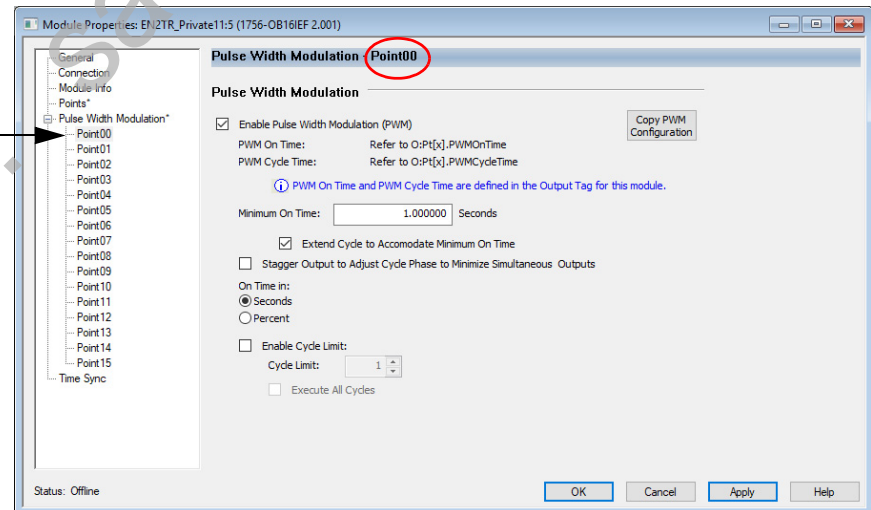 Module Properties: EN2TR_Private11:5 (1756-OB16IEF 2.001)
General
Connection
Module Info
Points*
Pulse Width Modulation*
Point00
Point01
Point02
Point03
Point04
Point05
Point06
Point07
Point08
Point09
Point10
Point11
Point12
Point13
Point14
Point15
Time Sync
Pulse Width Modulation - Point00
Pulse Width Modulation
Enable Pulse Width Modulation (PWM)
Copy PWM
Configuration
PWM On Time: Refer to O:Pt[x].PWMOnTime
PWM Cycle Time: Refer to O:Pt[x].PWMCycleTime
PWM On Time and PWM Cycle Time are defined in the Output Tag for this module.
Minimum On Time: 1.000000 Seconds
Extend Cycle to Accomodate Minimum On Time
Stagger Output to Adjust Cycle Phase to Minimize Simultaneous Outputs
On Time in:
Seconds
Percent
Enable Cycle Limit:
Cycle Limit: 1
Execute All Cycles
Status: Offline
OK Cancel Apply Help